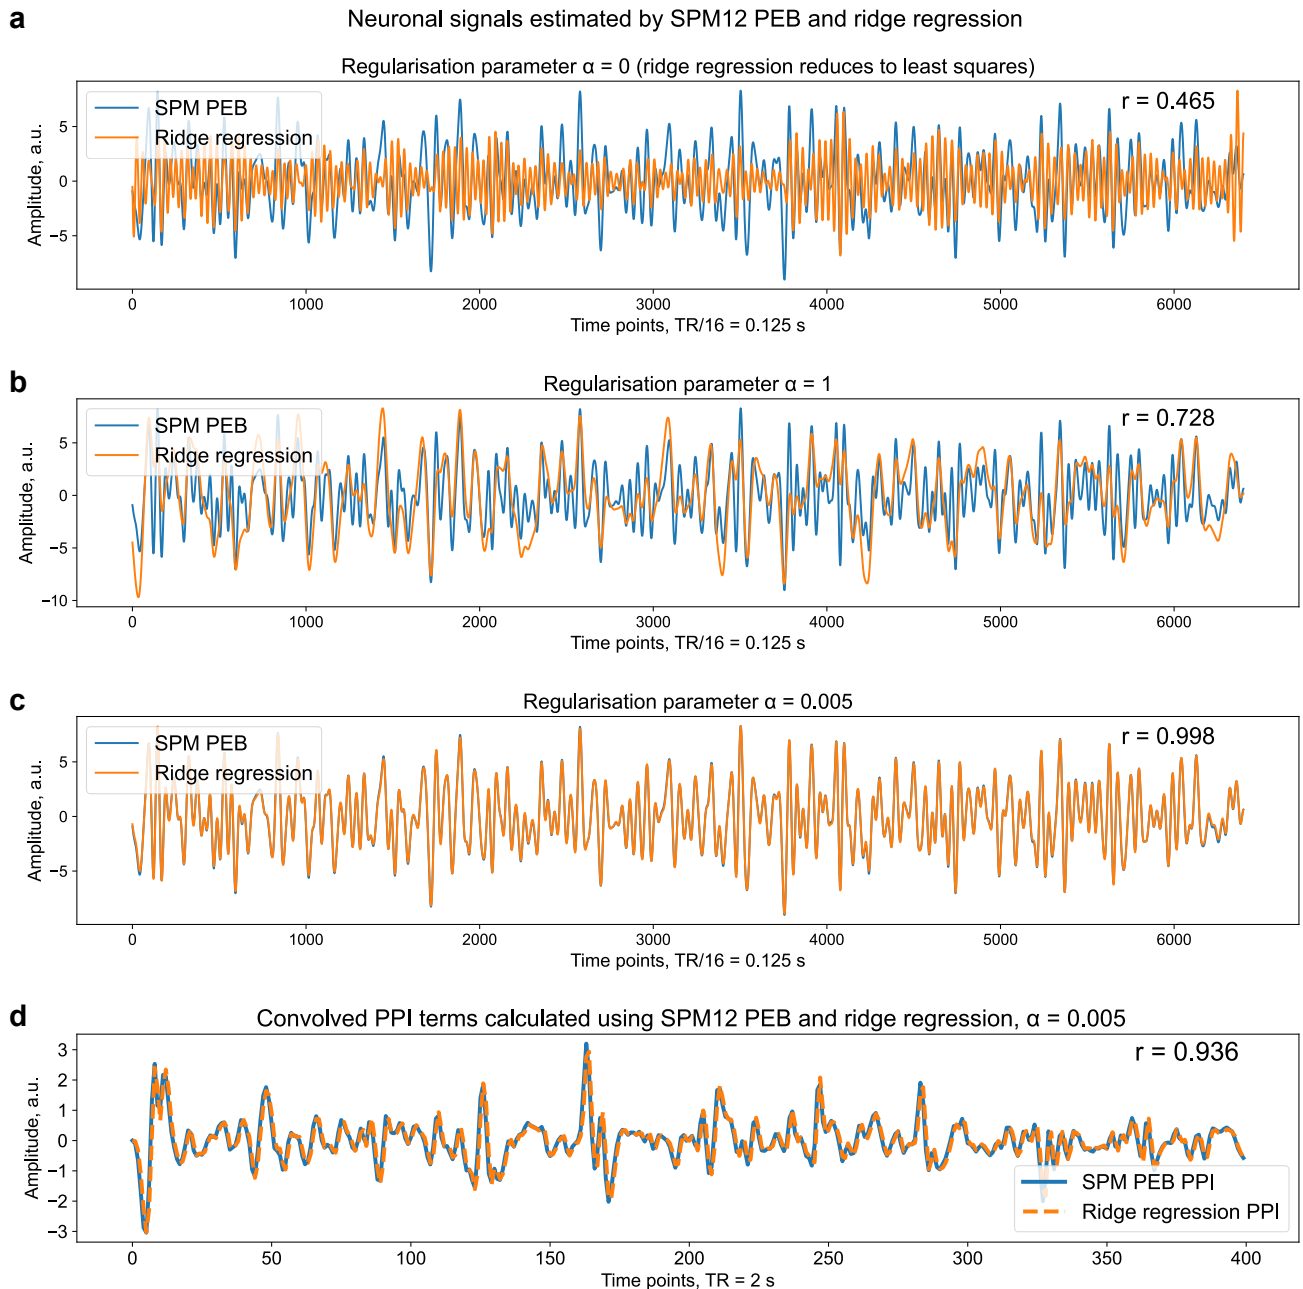 a
Neuronal signals estimated by SPM12 PEB and ridge regression
Regularisation parameter α = 0 (ridge regression reduces to least squares)
SPM PEB
Ridge regression
r = 0.465
Amplitude, a.u.
5
0
−5
0 1000 2000 3000 4000 5000 6000
Time points, TR/16 = 0.125 s
b
Regularisation parameter α = 1
SPM PEB
Ridge regression
r = 0.728
Amplitude, a.u.
5
0
−5
−10
0 1000 2000 3000 4000 5000 6000
Time points, TR/16 = 0.125 s
c
Regularisation parameter α = 0.005
SPM PEB
Ridge regression
r = 0.998
Amplitude, a.u.
5
0
−5
0 1000 2000 3000 4000 5000 6000
Time points, TR/16 = 0.125 s
d
Convolved PPI terms calculated using SPM12 PEB and ridge regression, α = 0.005
r = 0.936
Amplitude, a.u.
3
2
1
0
−1
−2
−3
SPM PEB PPI
Ridge regression PPI
0 50 100 150 200 250 300 350 400
Time points, TR = 2 s